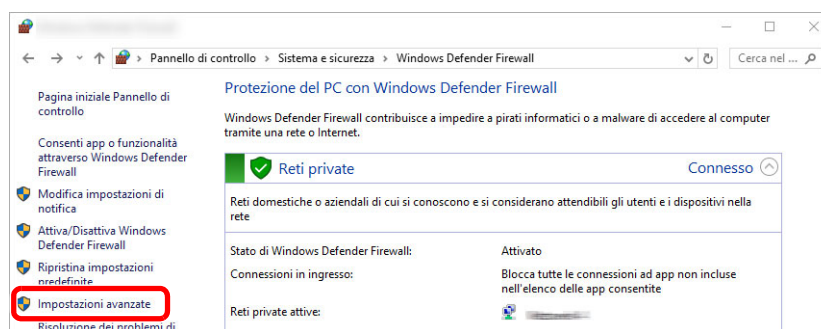 Pannello di controllo › Sistema e sicurezza › Windows Defender Firewall
Cerca nel ...
Pagina iniziale Pannello di
controllo
Consenti app o funzionalità
attraverso Windows Defender
Firewall
Modifica impostazioni di
notifica
Attiva/Disattiva Windows
Defender Firewall
Ripristina impostazioni
predefinite
Impostazioni avanzate
Risoluzione dei problemi di
Protezione del PC con Windows Defender Firewall
Windows Defender Firewall contribuisce a impedire a pirati informatici o a malware di accedere al computer
tramite una rete o Internet.
Reti private
Connesso
Reti domestiche o aziendali di cui si conoscono e si considerano attendibili gli utenti e i dispositivi nella
rete
Stato di Windows Defender Firewall:
Attivato
Connessioni in ingresso:
Blocca tutte le connessioni ad app non incluse
nell'elenco delle app consentite
Reti private attive: